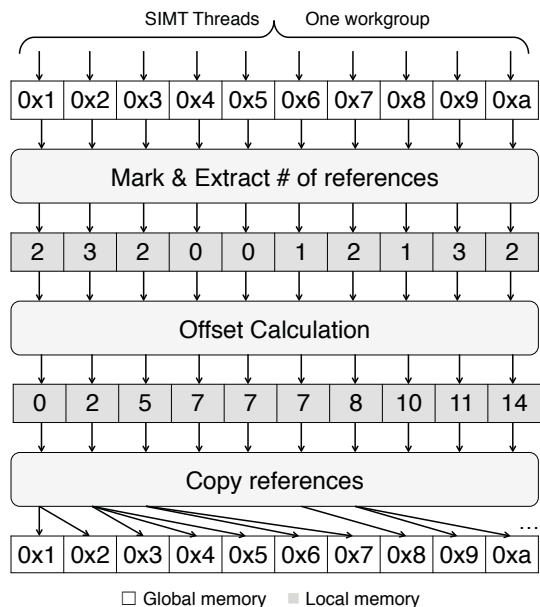 SIMT Threads One workgroup
0x1 0x2 0x3 0x4 0x5 0x6 0x7 0x8 0x9 0xa
Mark & Extract # of references
2 3 2 0 0 1 2 1 3 2
Offset Calculation
0 2 5 7 7 7 8 10 11 14
Copy references
...
0x1 0x2 0x3 0x4 0x5 0x6 0x7 0x8 0x9 0xa
Global memory Local memory